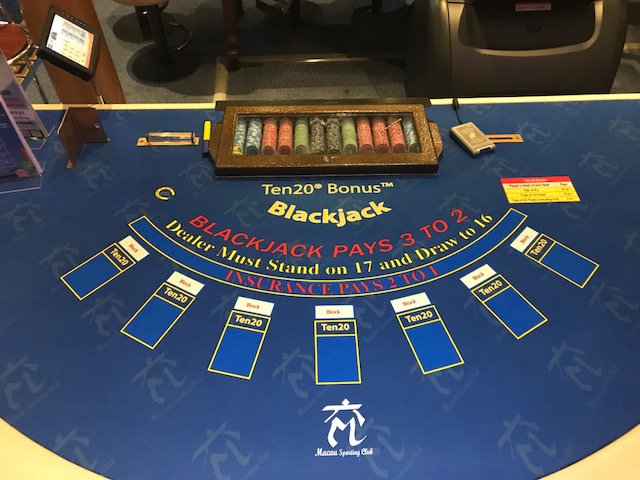 Ten20® Bonus™
Blackjack
BLACKJACK PAYS 3 TO 2
Dealer Must Stand on 17 and Draw to 16
INSURANCE PAYS 2 TO 1
Block
Ten20
Block
Ten20
Block
Ten20
Block
Ten20
Block
Ten20
Block
Ten20
Block
Ten20
Macau Sporting Club